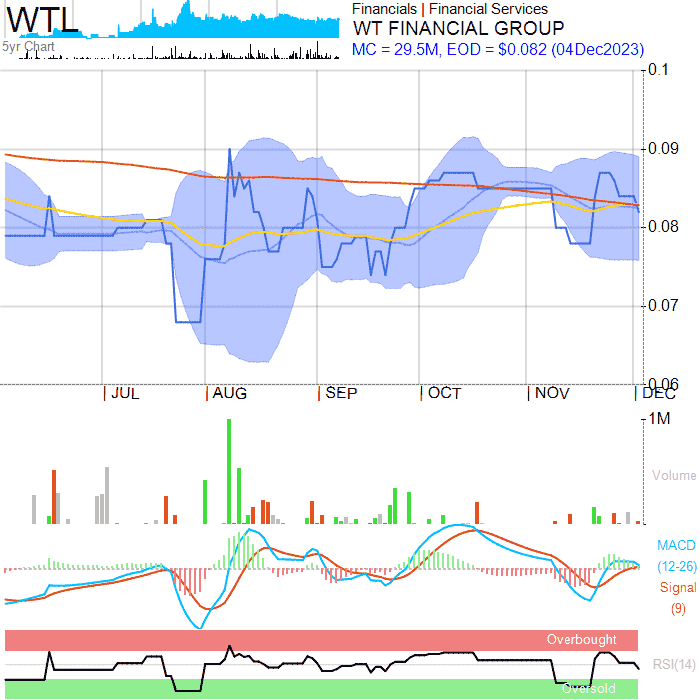 WTL
5yr Chart
Financials | Financial Services
WT FINANCIAL GROUP
MC = 29.5M, EOD = $0.082 (04Dec2023)
0.1
0.09
0.08
0.07
0.06
JUL AUG SEP OCT NOV DEC
1M
Volume
MACD
(12-26)
Signal
(9)
Overbought
RSI(14)
Oversold